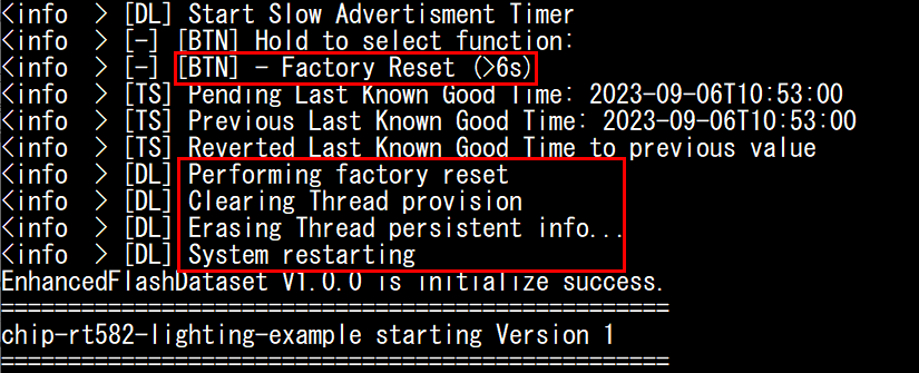 <info  > [DL] Start Slow Advertisment Timer
<info  > [-] [BTN] Hold to select function:
<info  > [-] [BTN] - Factory Reset (>6s)
<info  > [TS] Pending Last Known Good Time: 2023-09-06T10:53:00
<info  > [TS] Previous Last Known Good Time: 2023-09-06T10:53:00
<info  > [TS] Reverted Last Known Good Time to previous value
<info  > [DL] Performing factory reset
<info  > [DL] Clearing Thread provision
<info  > [DL] Erasing Thread persistent info...
<info  > [DL] System restarting
EnhancedFlashDataset V1.0.0 is initialize success.
==================================================
chip-rt582-lighting-example starting Version 1
==================================================